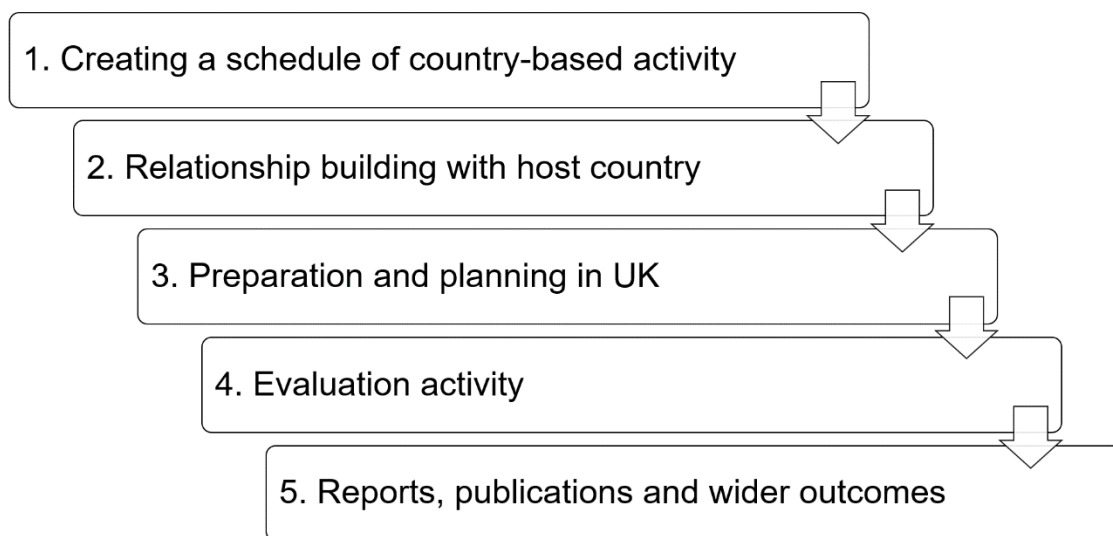 1. Creating a schedule of country-based activity
2. Relationship building with host country
3. Preparation and planning in UK
4. Evaluation activity
5. Reports, publications and wider outcomes